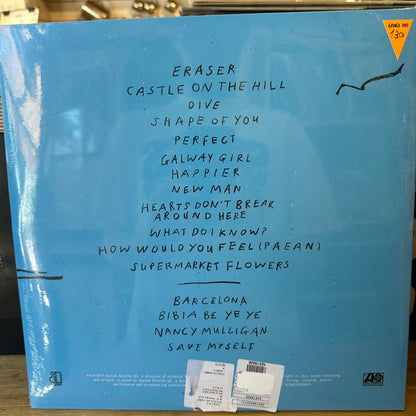 130
ERASER
CASTLE ON THE HILL
DIVE
SHAPE OF YOU
PERFECT
GALWAY GIRL
HAPPIER
NEW MAN
HEARTS DON'T BREAK
AROUND HERE
WHAT DO I KNOW?
HOW WOULD YOU FEEL (PAEAN)
SUPERMARKET FLOWERS
BARCELONA
BIBIA BE YE YE
NANCY MULLIGAN
SAVE MYSELF